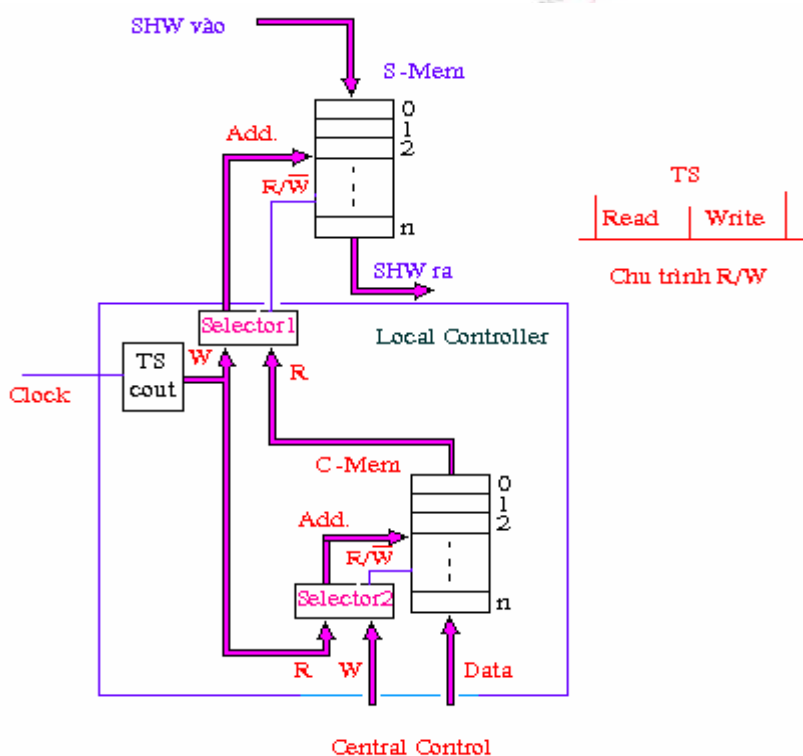 SHW vào
S-Mem
0
1
2
n
Add.
R/W̅
SHW ra
TS
Read
Write
Chu trình R/W
Selector1
Local Controller
W
R
TS
cout
Clock
C-Mem
0
1
2
n
Add.
R/W̅
Selector2
R
W
Data
Central Control